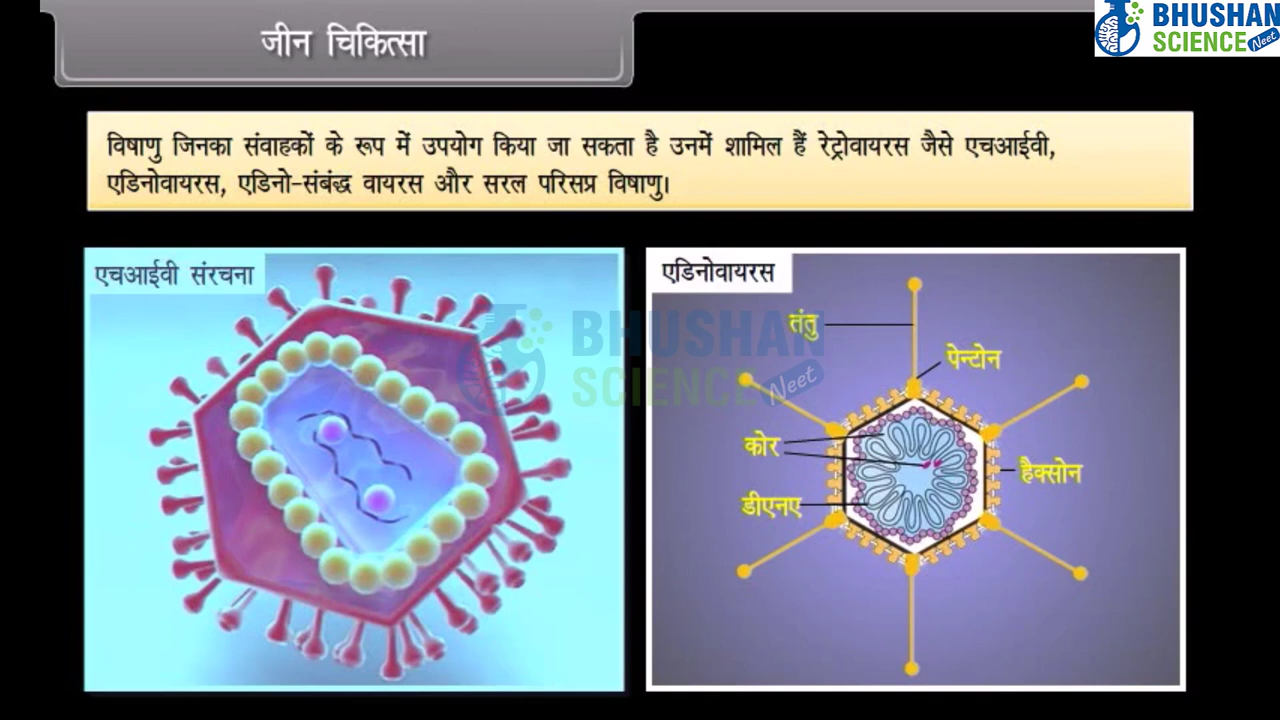 जीन चिकित्सा
BHUSHAN
SCIENCE Neet
विषाणु जिनका संवाहकों के रूप में उपयोग किया जा सकता है उनमें शामिल हैं रेट्रोवायरस जैसे एचआईवी,
एडिनोवायरस, एडिनो-संबंद्ध वायरस और सरल परिसप्र विषाणु।
एचआईवी संरचना
एडिनोवायरस
तंतु
पेन्टोन
कोर
हैक्सोन
डीएनए
BHUSHAN
SCIENCE Neet